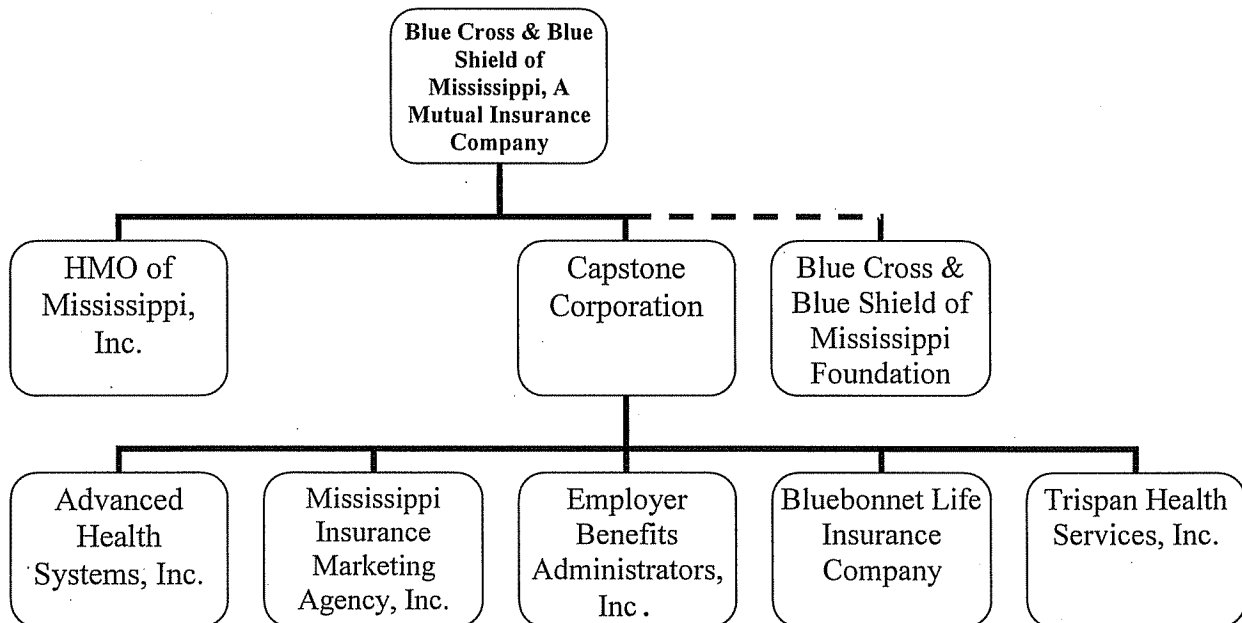 Blue Cross & Blue
Shield of
Mississippi, A
Mutual Insurance
Company
HMO of
Mississippi,
Inc.
Capstone
Corporation
Blue Cross &
Blue Shield of
Mississippi
Foundation
Advanced
Health
Systems, Inc.
Mississippi
Insurance
Marketing
Agency, Inc.
Employer
Benefits
Administrators,
Inc.
Bluebonnet Life
Insurance
Company
Trispan Health
Services, Inc.